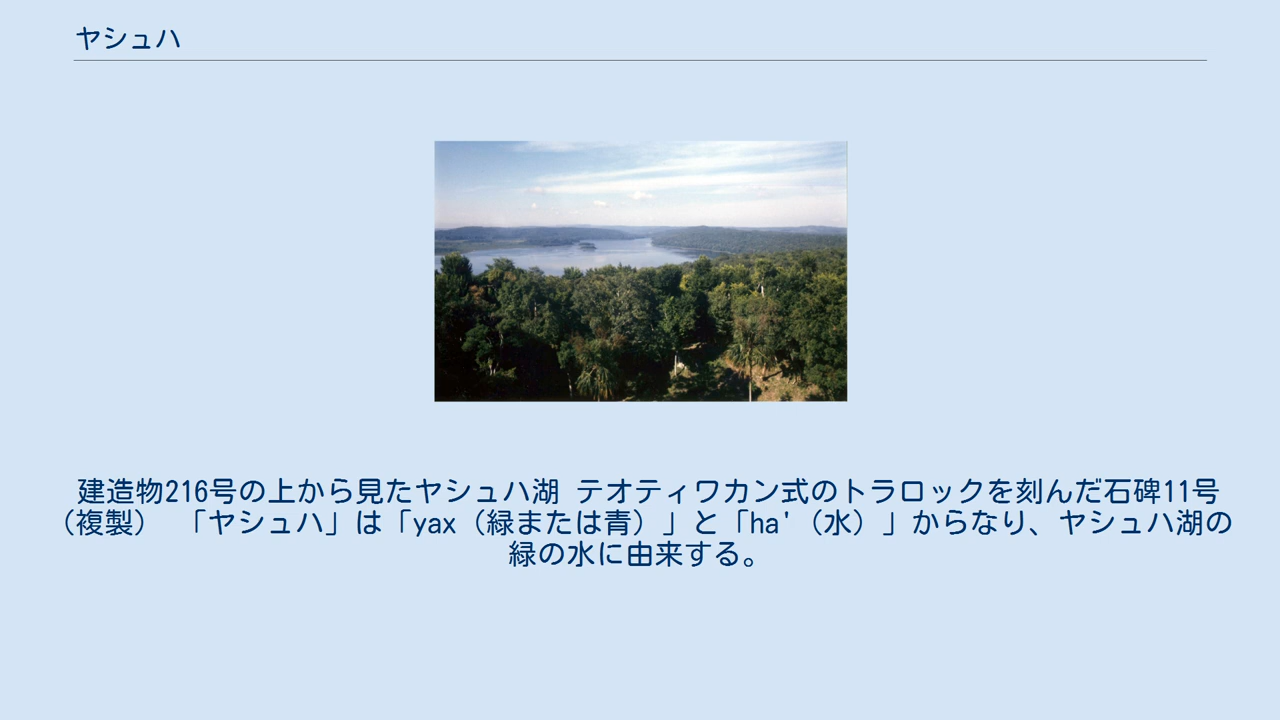 ヤシュハ
建造物216号の上から見たヤシュハ湖 テオティワカン式のトラロックを刻んだ石碑11号
（複製） 「ヤシュハ」は「yax（緑または青）」と「ha'（水）」からなり、ヤシュハ湖の
緑の水に由来する。